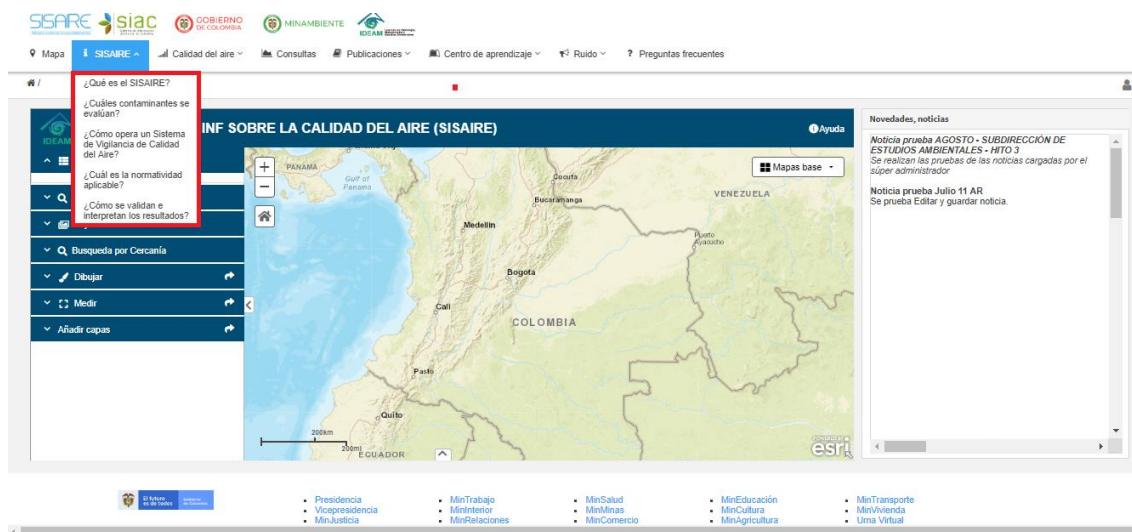 SISAIRE siac GOBIERNO DE COLOMBIA MINAMBIENTE IDEAM
Mapa SISAIRE Calidad del aire Consultas Publicaciones Centro de aprendizaje Ruido ? Preguntas frecuentes
/
¿Qué es el SISAIRE?
¿Cuáles contaminantes se
evalúan?
¿Cómo opera un Sistema
de Vigilancia de Calidad
del Aire?
¿Cuál es la normatividad
aplicable?
¿Cómo se validan e
interpretan los resultados?
IDEAM
INF SOBRE LA CALIDAD DEL AIRE (SISAIRE)
Ayuda
Busqueda por Cercanía
Dibujar
Medir
Añadir capas
+
−
Mapas base
PANAMA
Gulf of
Panama
Cucuta
Bucaramanga
VENEZUELA
Medellin
Puerto
Ayacucho
Bogota
Cali
COLOMBIA
Pasto
Quito
200km
200mi
ECUADOR
POWERED BY
esri
Novedades, noticias
Noticia prueba AGOSTO - SUBDIRECCIÓN DE
ESTUDIOS AMBIENTALES - HITO 3
Se realizan las pruebas de las noticias cargadas por el
súper administrador
Noticia prueba Julio 11 AR
Se prueba Editar y guardar noticia.
El futuro
es de todos
Presidencia
Vicepresidencia
MinJusticia
MinTrabajo
MinInterior
MinRelaciones
MinSalud
MinMinas
MinComercio
MinEducación
MinCultura
MinAgricultura
MinTransporte
MinVivienda
Urna Virtual